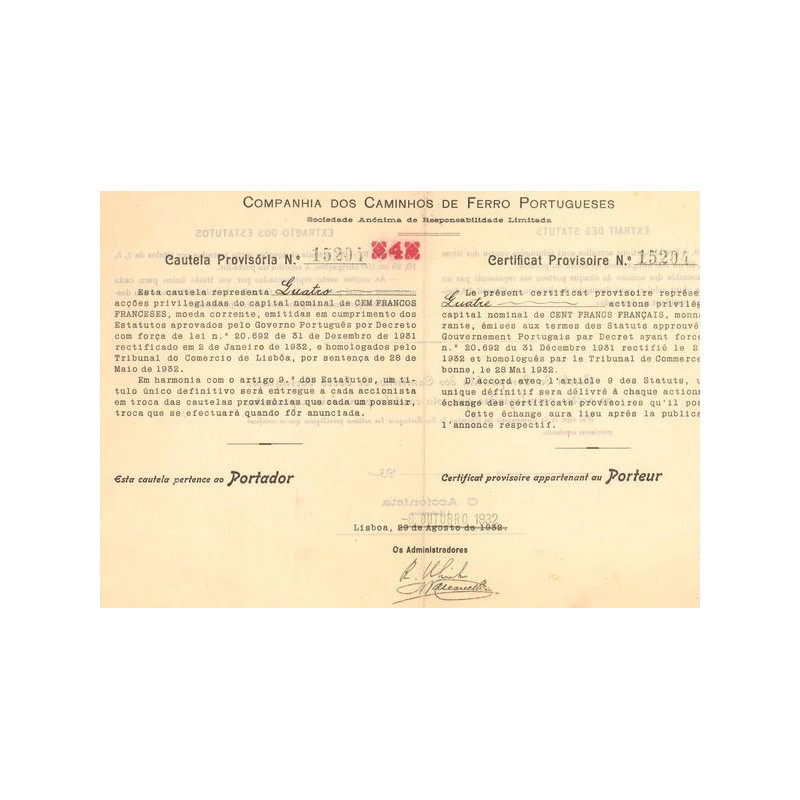 COMPANHIA DOS CAMINHOS DE FERRO PORTUGUESES
Sociedade Anónima de Responsabilidade Limitada
Cautela Provisória N.º 15204 4
Esta cautela representa Quatro
acções privilegiadas do capital nominal de CEM FRANCOS
FRANCESES, moeda corrente, emitidas em cumprimento dos
Estatutos aprovados pelo Governo Português por Decreto
com força de lei n.º 20.692 de 31 de Dezembro de 1931
rectificado em 2 de Janeiro de 1932, e homologados pelo
Tribunal do Comercio de Lisbôa, por sentença de 28 de
Maio de 1932.
Em harmonia com o artigo 9.º dos Estatutos, um ti-
tulo único definitivo será entregue a cada accionista
em troca das cautelas provisórias que cada um possuir,
troca que se efectuará quando fôr anunciada.
Esta cautela pertence ao Portador
Certificat Provisoire N.º 15204
Le présent certificat provisoire représe
Quatre actions privilég
capital nominal de CENT FRANCS FRANÇAIS, monn
rante, émises aux termes des Statuts approuvé
Gouvernement Portugais par Decret ayant force
n.º 20.692 du 31 Décembre 1931 rectifié le 2
1932 et homologués par le Tribunal de Commerce
bonne, le 28 Mai 1932.
D'accord avec l'article 9 des Statuts, u
unique définitif sera délivré à chaque action
échange des certificats provisoires qu'il pos
Cette échange aura lieu après la publica
l'annonce respectif.
Certificat provisoire appartenant au Porteur
OUTUBRO 1932
Lisboa, 29 de Agosto de 1932.
Os Administradores